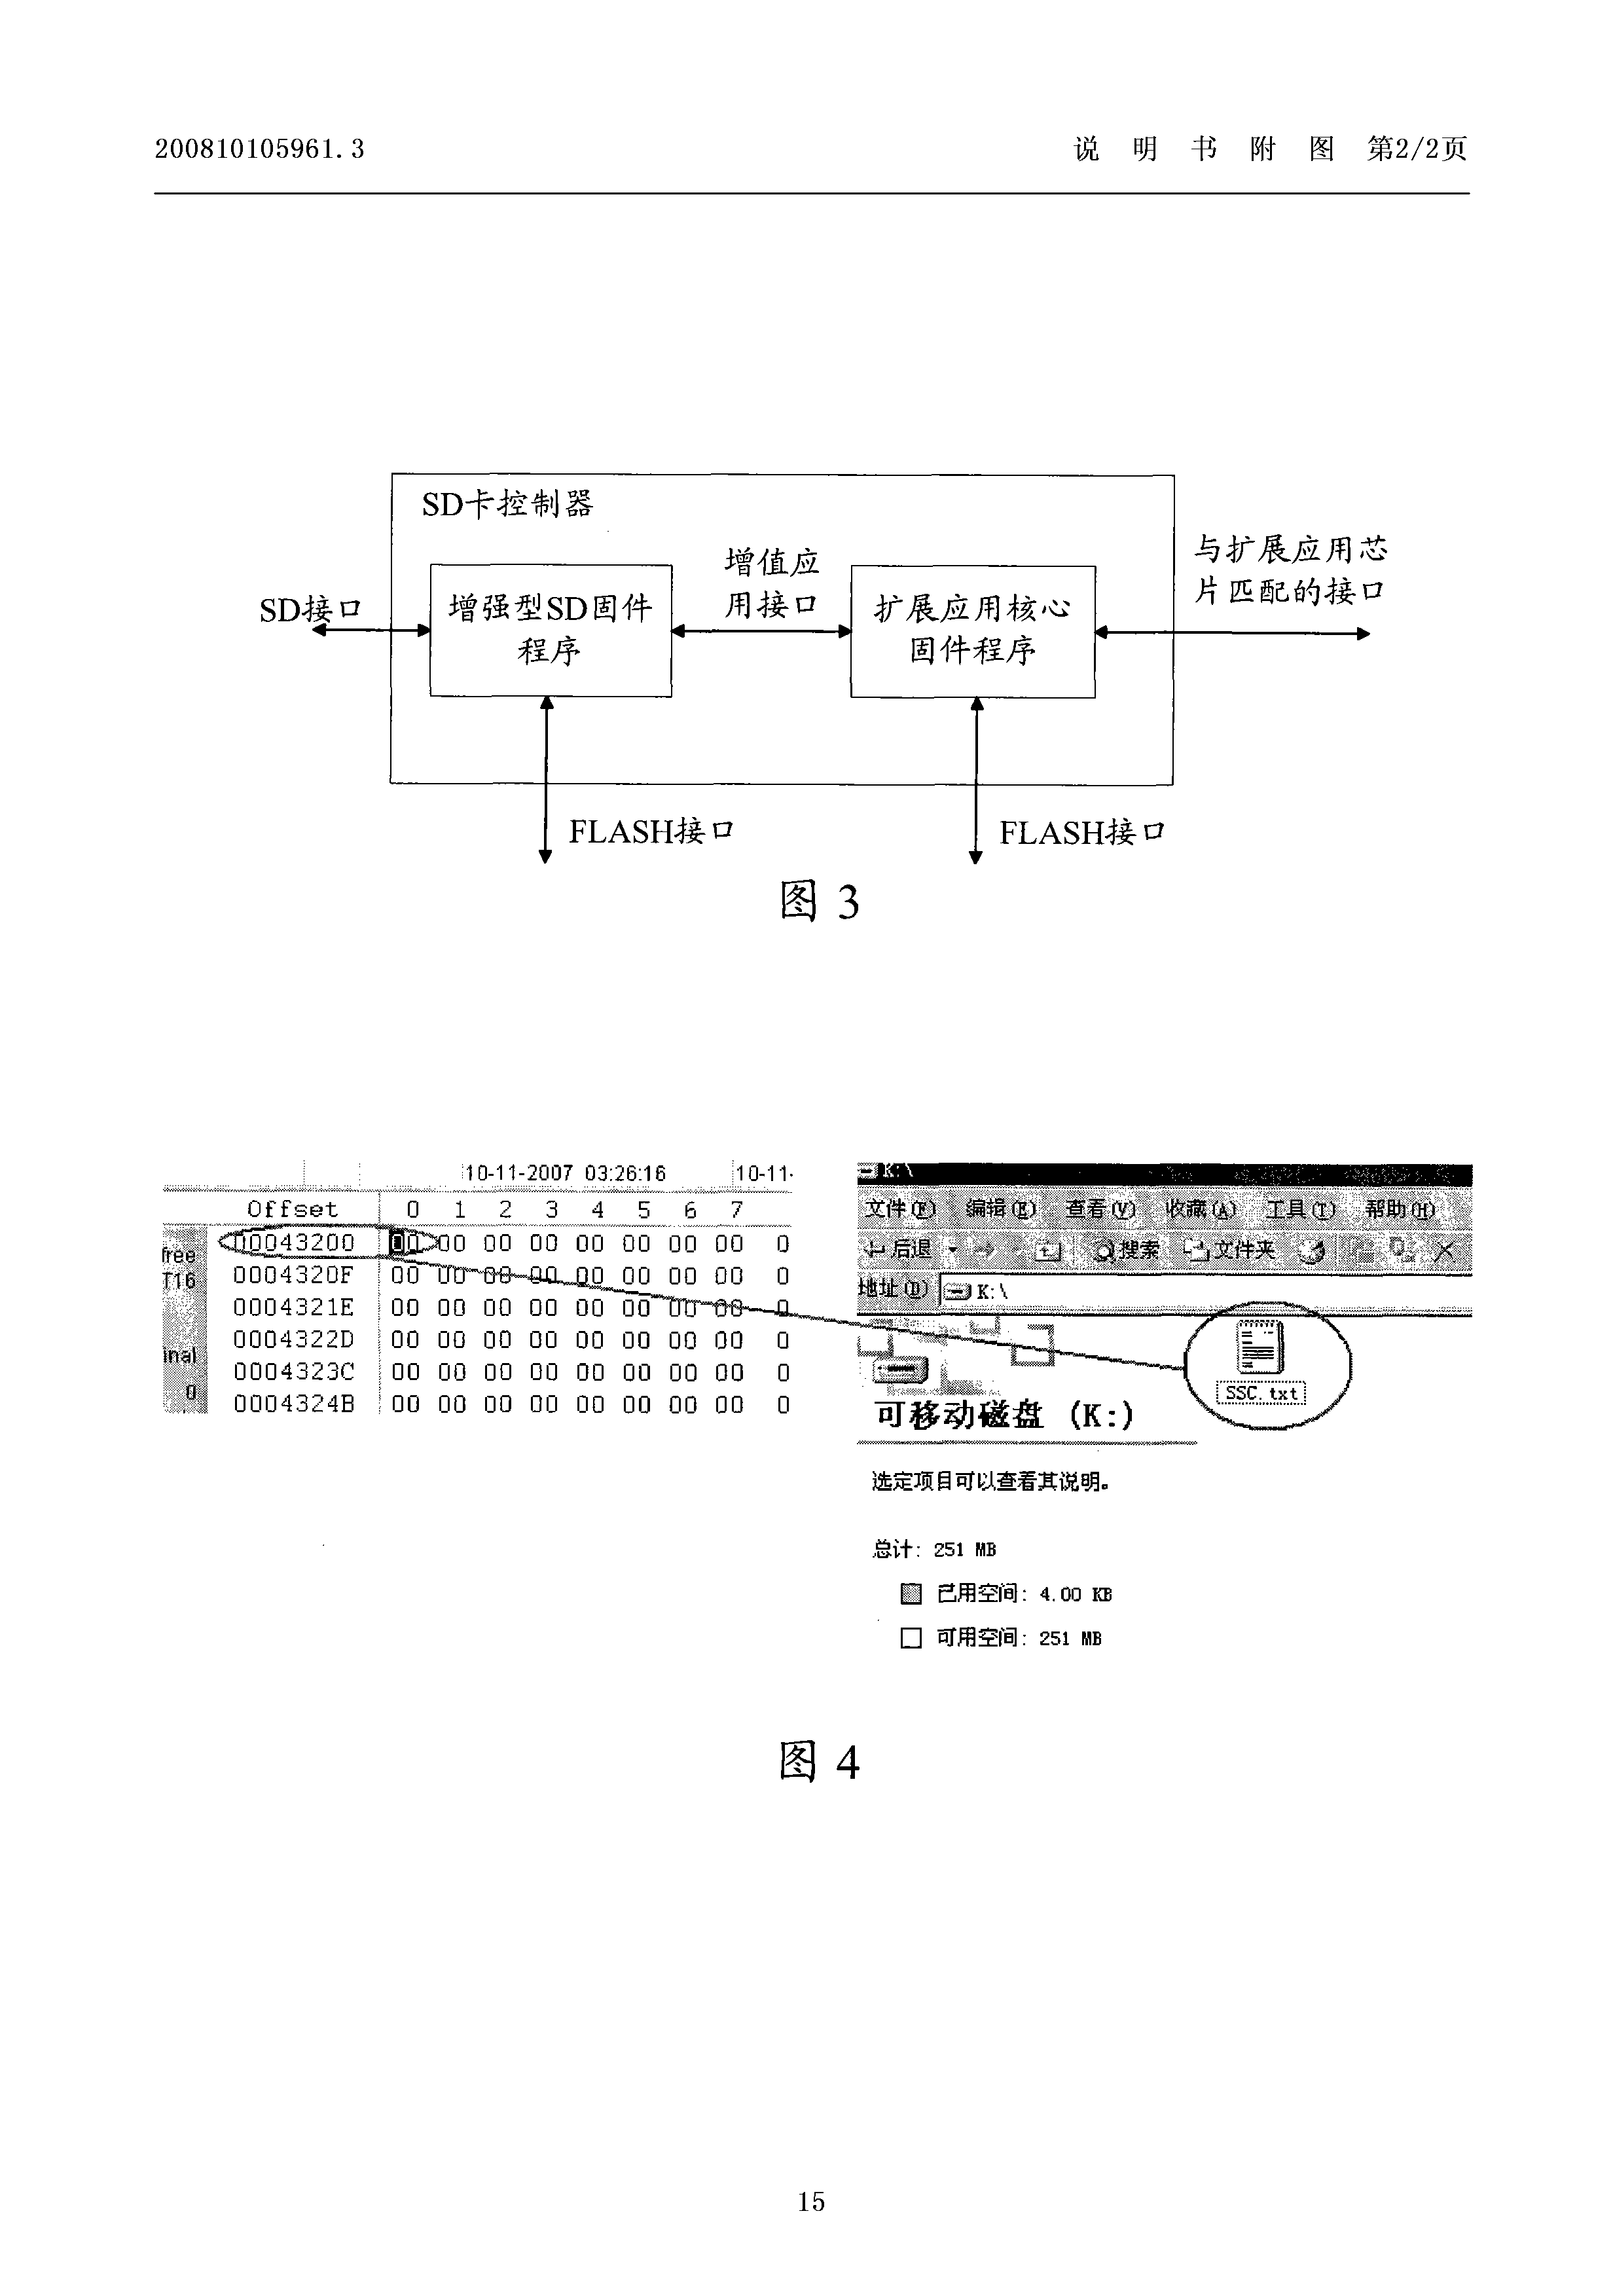 200810105961.3
说 明 书 附 图 第2/2页
SD卡控制器
SD接口
增强型SD固件
程序
增值应
用接口
扩展应用核心
固件程序
与扩展应用芯
片匹配的接口
FLASH接口
FLASH接口
图 3
10-11-2007 03:26:16 10-11-
Offset 0 1 2 3 4 5 6 7
00043200 00 00 00 00 00 00 00 00 0
0004320F 00 00 00 00 00 00 00 00 0
0004321E 00 00 00 00 00 00 00 00 0
0004322D 00 00 00 00 00 00 00 00 0
0004323C 00 00 00 00 00 00 00 00 0
0004324B 00 00 00 00 00 00 00 00 0
free
T16
inal
0
K:\
文件(F) 编辑(E) 查看(V) 收藏(A) 工具(T) 帮助(H)
后退 搜索 文件夹
地址(D) K:\
SSC.txt
可移动磁盘 (K:)
选定项目可以查看其说明。
总计: 251 MB
已用空间: 4.00 KB
可用空间: 251 MB
图 4
15